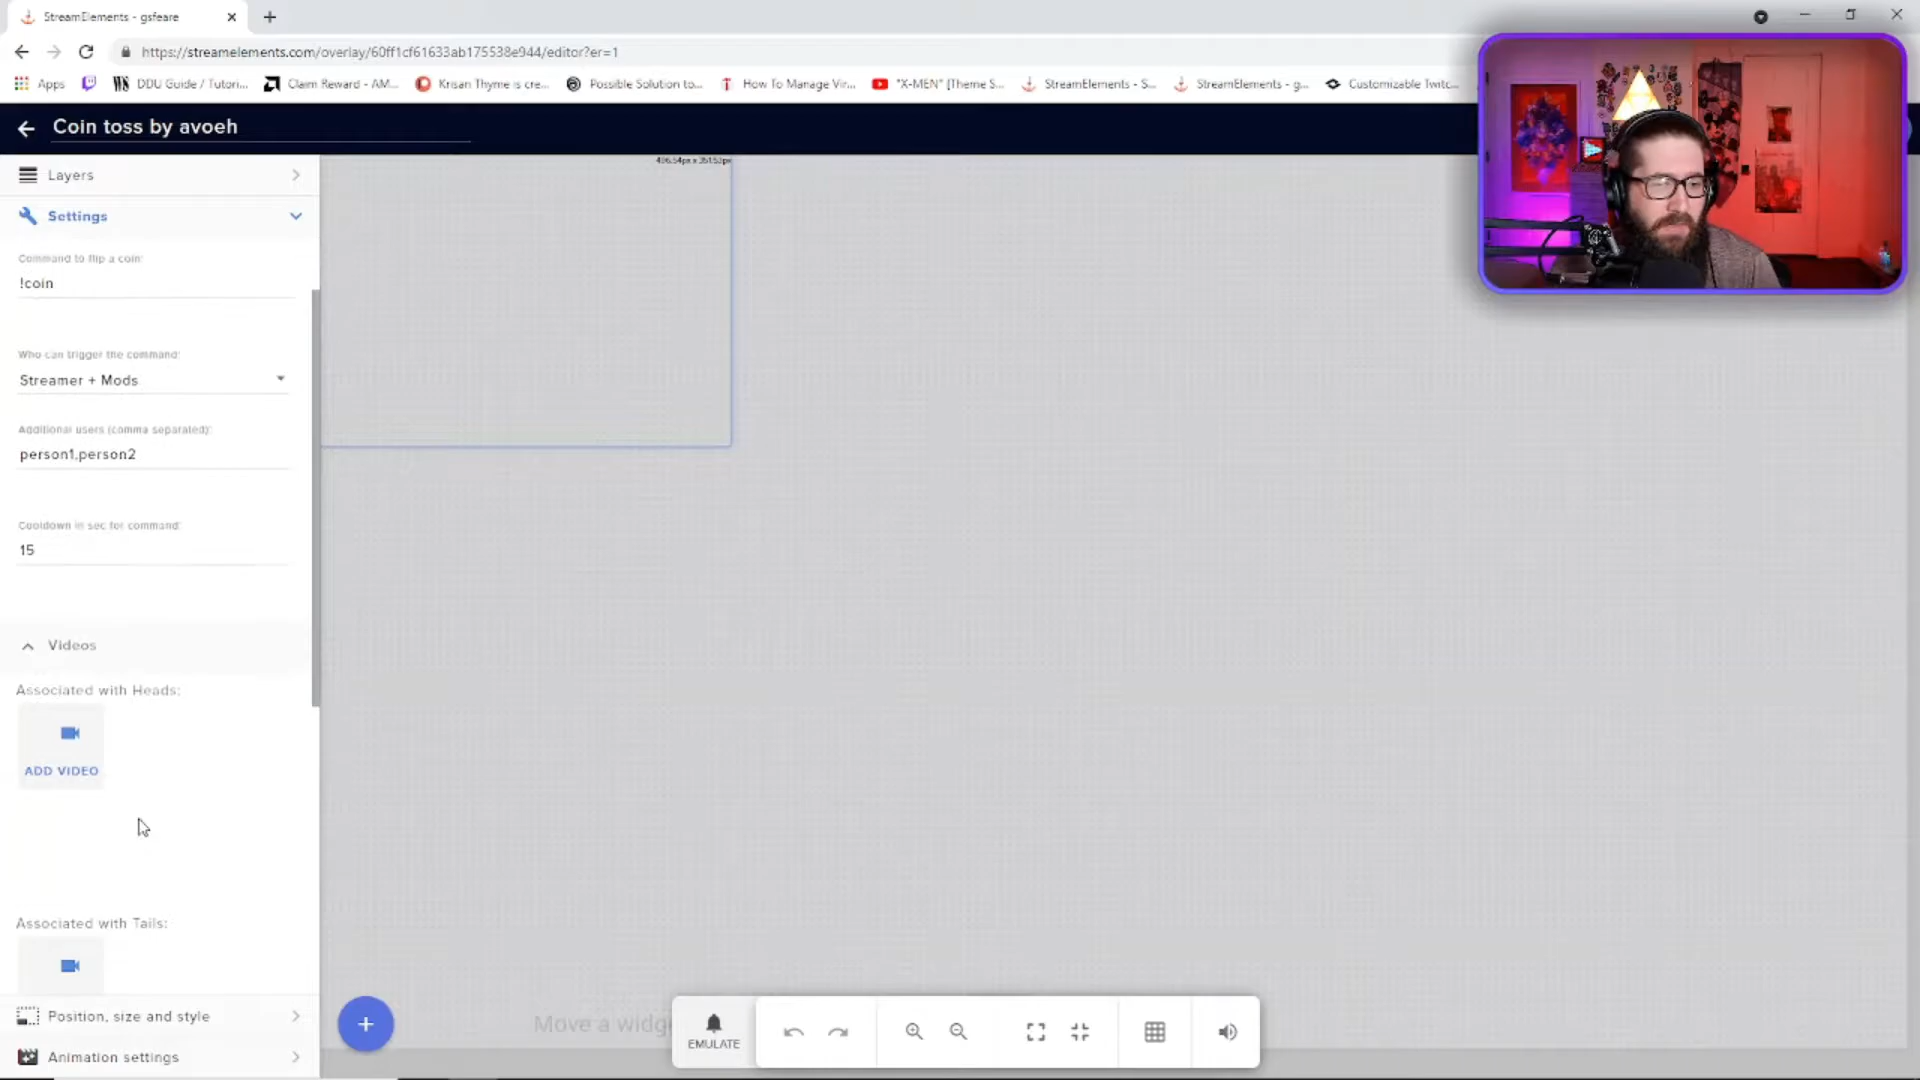 StreamElements - gsfeare
https://streamelements.com/overlay/60ff1cf61633ab175538e944/editor?er=1
Apps
DDU Guide / Tutori...
Claim Reward - AM...
Krisan Thyme is cre...
Possible Solution to...
How To Manage Vir...
"X-MEN" [Theme S...
StreamElements - S...
StreamElements - g...
Customizable Twitc...
Coin toss by avoeh
Layers
Settings
Command to flip a coin:
!coin
Who can trigger the command:
Streamer + Mods
Additional users (comma separated):
person1,person2
Cooldown in sec for command:
15
Videos
Associated with Heads:
ADD VIDEO
Associated with Tails:
Position, size and style
Animation settings
Move a widg
EMULATE